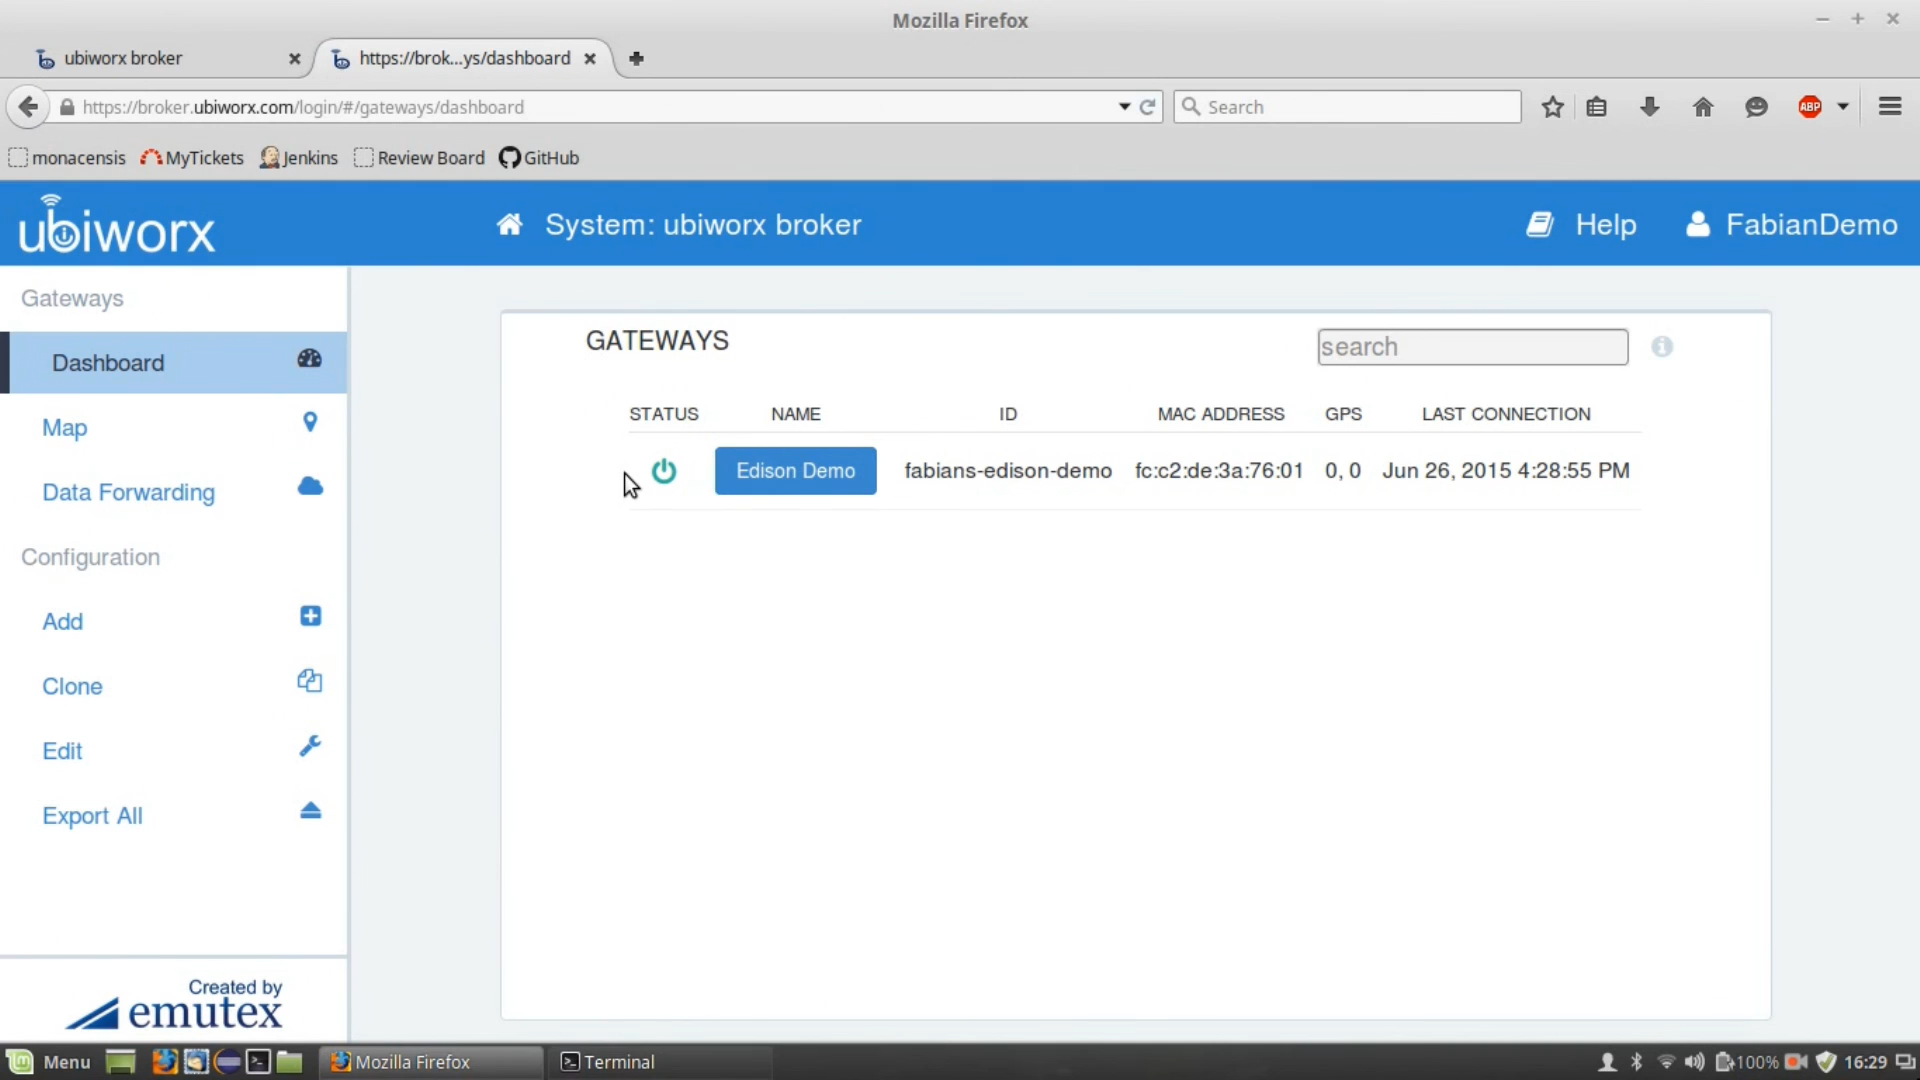 Mozilla Firefox
ubiworx broker
https://brok...ys/dashboard
https://broker.ubiworx.com/login/#/gateways/dashboard
Search
ABP
monacensis
MyTickets
Jenkins
Review Board
GitHub
ubiworx
System: ubiworx broker
Help
FabianDemo
Gateways
Dashboard
Map
Data Forwarding
Configuration
Add
Clone
Edit
Export All
Created by
emutex
GATEWAYS
search
STATUS NAME ID MAC ADDRESS GPS LAST CONNECTION
Edison Demo fabians-edison-demo fc:c2:de:3a:76:01 0, 0 Jun 26, 2015 4:28:55 PM
Menu
Mozilla Firefox
Terminal
100%
16:29